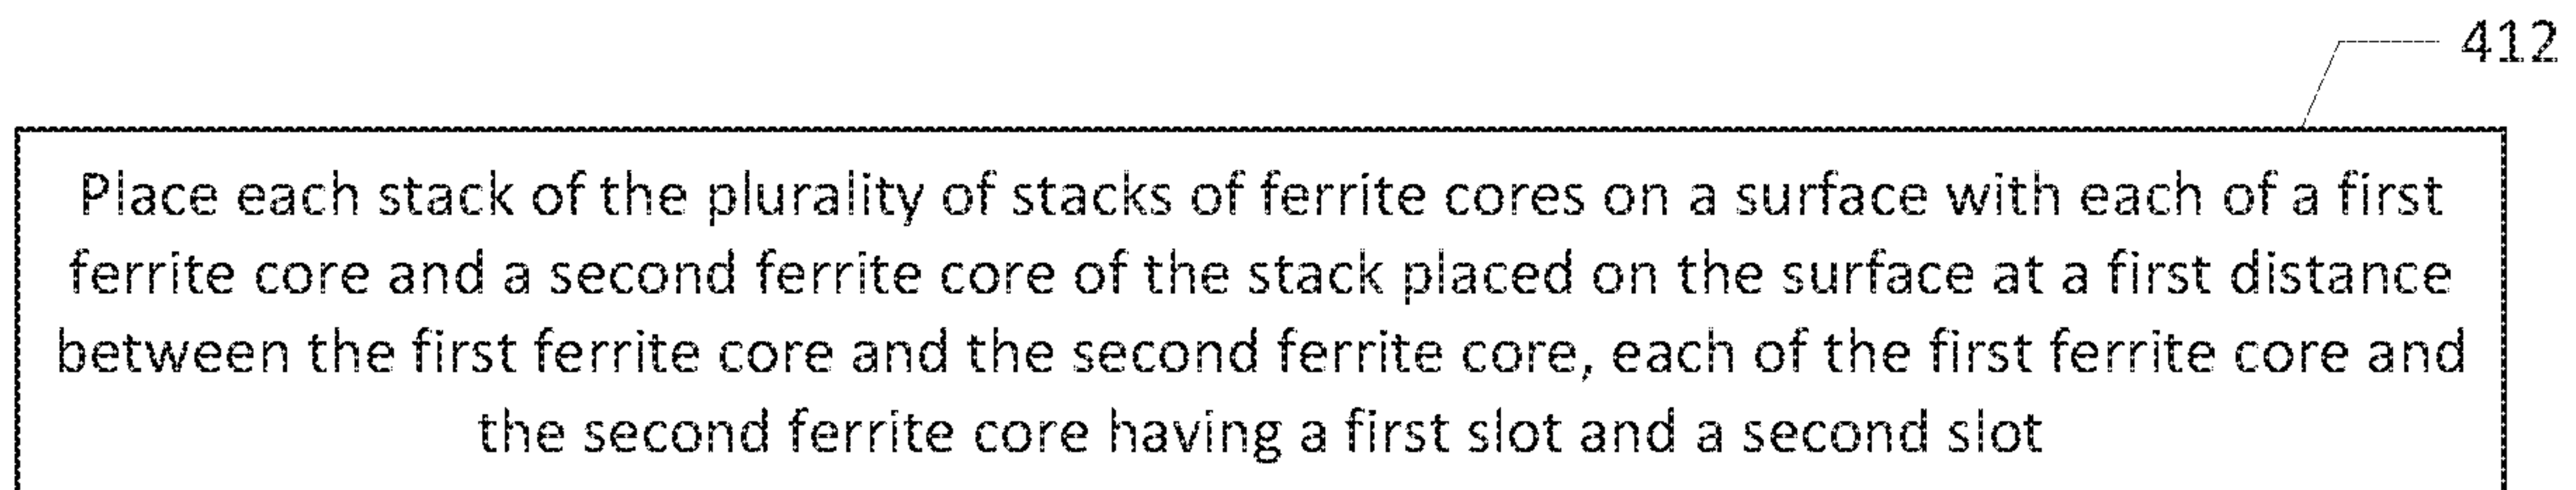 412
Place each stack of the plurality of stacks of ferrite cores on a surface with each of a first
ferrite core and a second ferrite core of the stack placed on the surface at a first distance
between the first ferrite core and the second ferrite core, each of the first ferrite core and
the second ferrite core having a first slot and a second slot